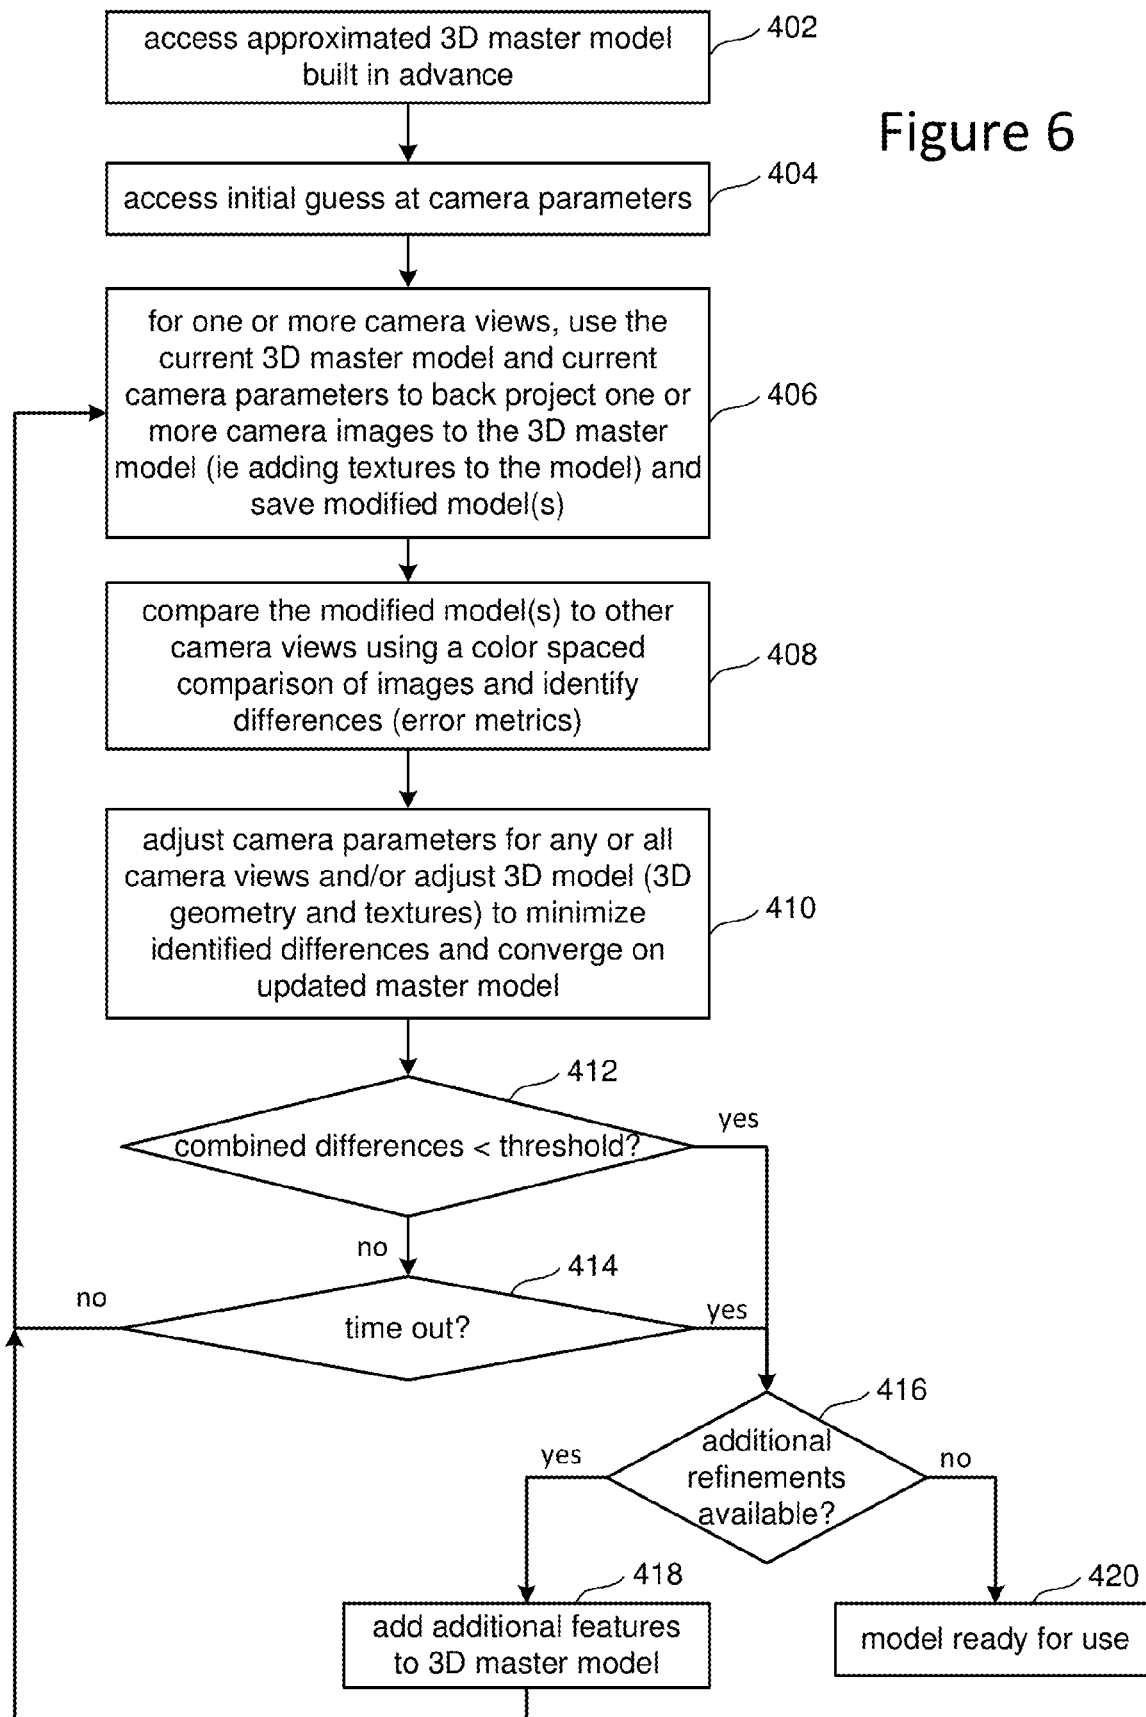 access approximated 3D master model
built in advance
402
Figure 6
access initial guess at camera parameters
404
for one or more camera views, use the
current 3D master model and current
camera parameters to back project one or
more camera images to the 3D master
model (ie adding textures to the model) and
save modified model(s)
406
compare the modified model(s) to other
camera views using a color spaced
comparison of images and identify
differences (error metrics)
408
adjust camera parameters for any or all
camera views and/or adjust 3D model (3D
geometry and textures) to minimize
identified differences and converge on
updated master model
410
412
combined differences < threshold?
yes
no
414
no
time out?
yes
416
additional
refinements
available?
yes
no
418
add additional features
to 3D master model
420
model ready for use